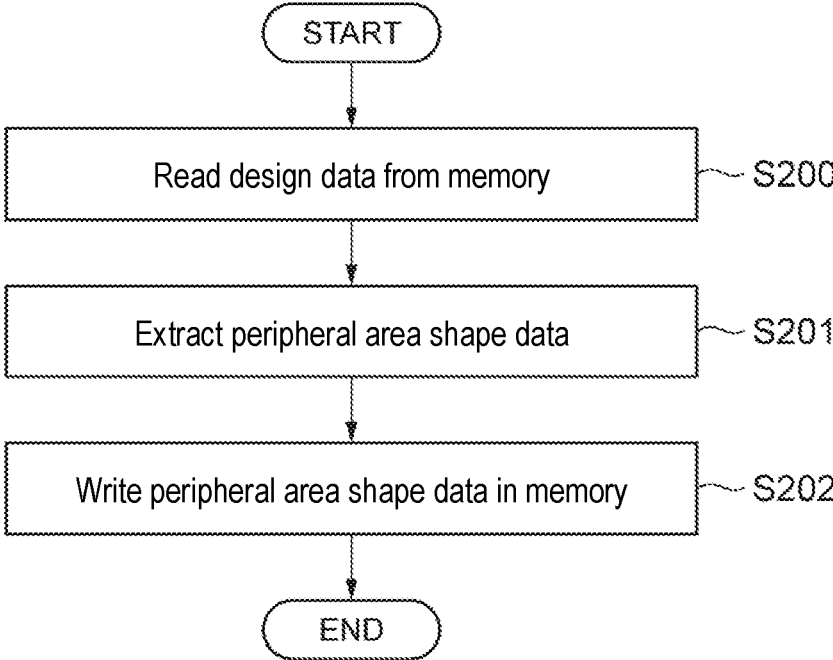 START
Read design data from memory
S200
Extract peripheral area shape data
S201
Write peripheral area shape data in memory
S202
END